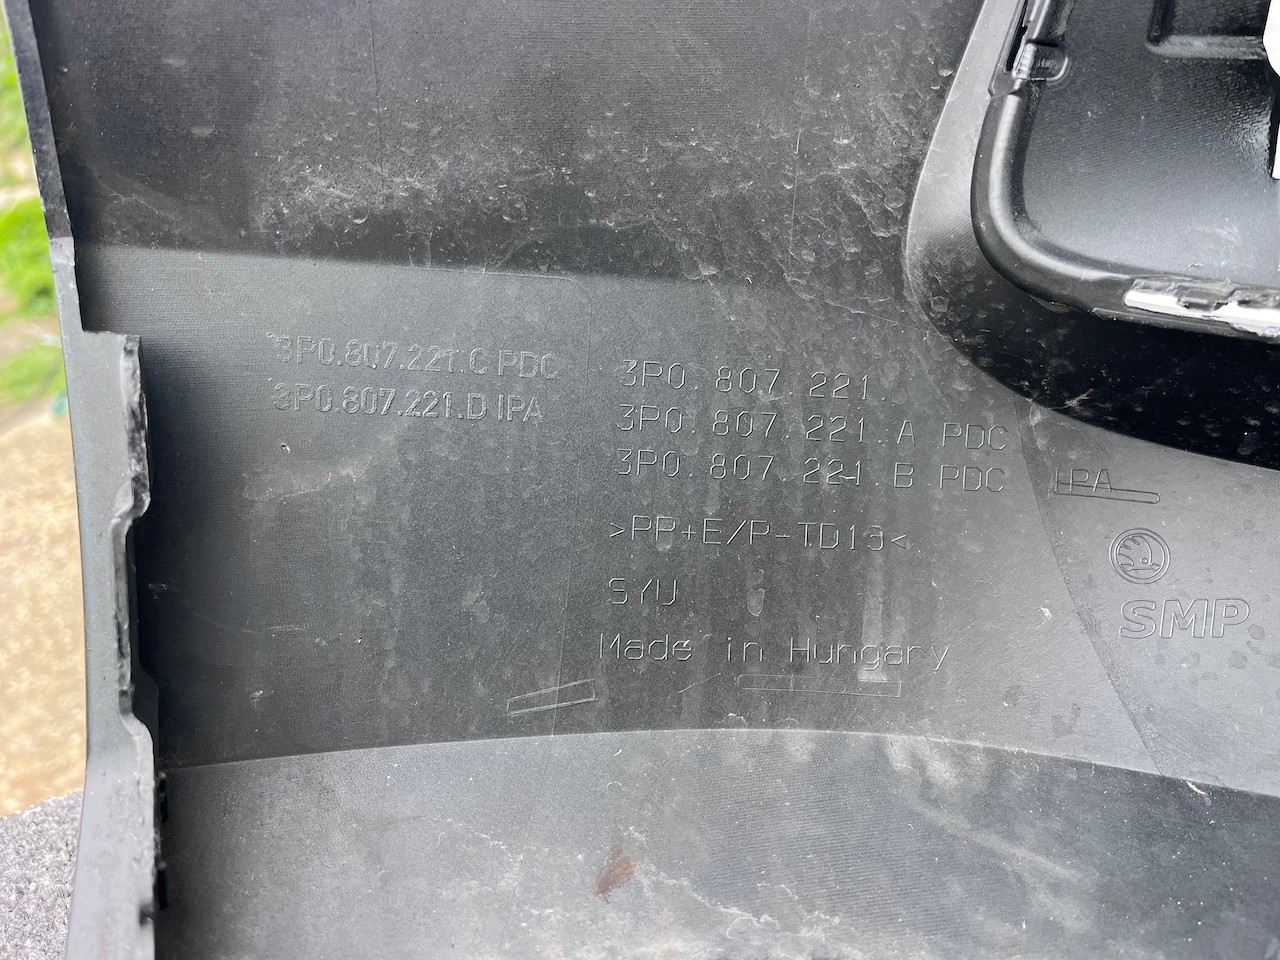 3P0.807.221.C PDC
3P0.807.221.D IPA
3P0.807.221.
3P0.807.221.A PDC
3P0.807.221.B PDC IPA
>PP+E/P-TD13<
SYU
Made in Hungary
SMP